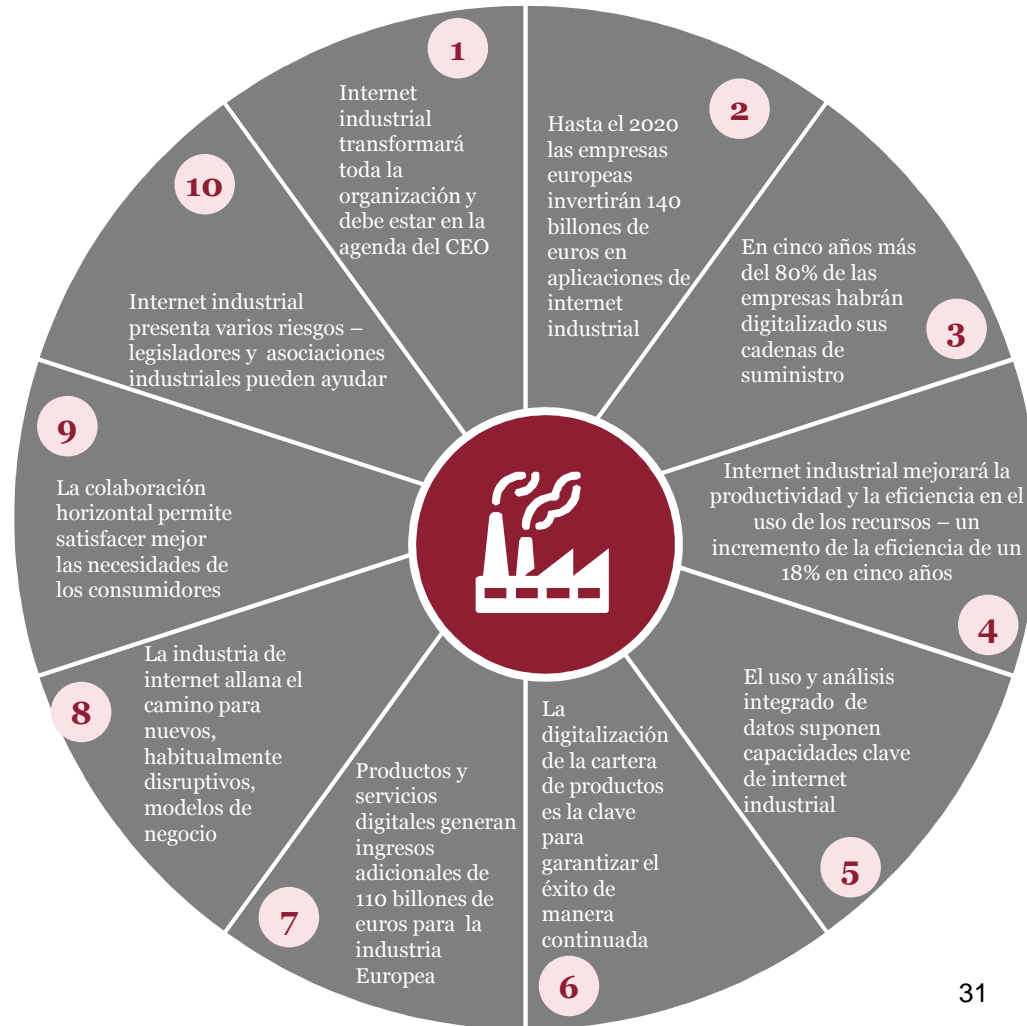 1
Internet
industrial
transformará
toda la
organización y
debe estar en la
agenda del CEO
2
Hasta el 2020
las empresas
europeas
invertirán 140
billones de
euros en
aplicaciones de
internet
industrial
3
En cinco años más
del 80% de las
empresas habrán
digitalizado sus
cadenas de
suministro
4
Internet industrial mejorará la
productividad y la eficiencia en el
uso de los recursos – un
incremento de la eficiencia de un
18% en cinco años
5
El uso y análisis
integrado de
datos suponen
capacidades clave
de internet
industrial
6
La
digitalización
de la cartera
de productos
es la clave
para
garantizar el
éxito de
manera
continuada
7
Productos y
servicios
digitales generan
ingresos
adicionales de
110 billones de
euros para la
industria
Europea
8
La industria de
internet allana el
camino para
nuevos,
habitualmente
disruptivos,
modelos de
negocio
9
La colaboración
horizontal permite
satisfacer mejor
las necesidades de
los consumidores
10
Internet industrial
presenta varios riesgos –
legisladores y asociaciones
industriales pueden ayudar
31